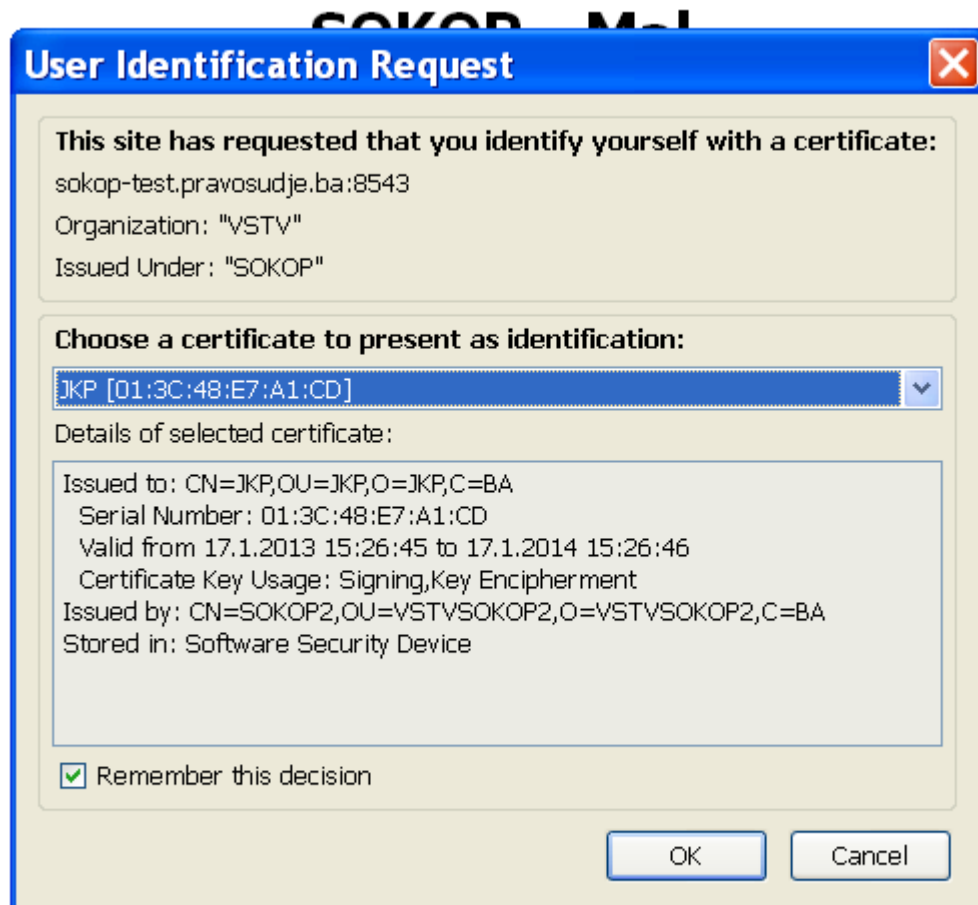 SOKOP - Mal
User Identification Request
This site has requested that you identify yourself with a certificate:
sokop-test.pravosudje.ba:8543
Organization: "VSTV"
Issued Under: "SOKOP"
Choose a certificate to present as identification:
JKP [01:3C:48:E7:A1:CD]
Details of selected certificate:
Issued to: CN=JKP,OU=JKP,O=JKP,C=BA
Serial Number: 01:3C:48:E7:A1:CD
Valid from 17.1.2013 15:26:45 to 17.1.2014 15:26:46
Certificate Key Usage: Signing,Key Encipherment
Issued by: CN=SOKOP2,OU=VSTVSOKOP2,O=VSTVSOKOP2,C=BA
Stored in: Software Security Device
Remember this decision
OK
Cancel